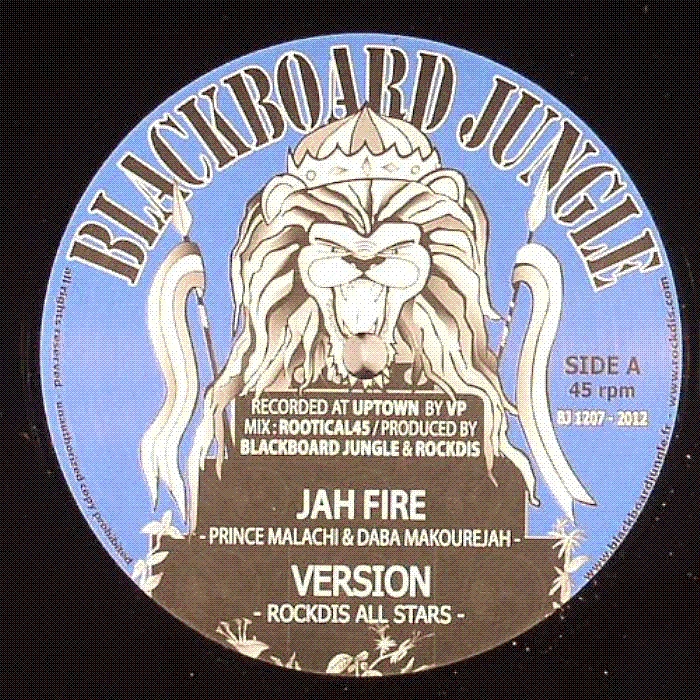 BLACKBOARD JUNGLE
SIDE A
45 rpm
BJ 1207 - 2012
RECORDED AT UPTOWN BY VP
MIX : ROOTICAL45 / PRODUCED BY
BLACKBOARD JUNGLE & ROCKDIS
JAH FIRE
- PRINCE MALACHI & DABA MAKOUREJAH -
VERSION
- ROCKDIS ALL STARS -
all rights reserved unauthorized copy prohibited
www.blackboardjungle.fr - www.rockdis.com